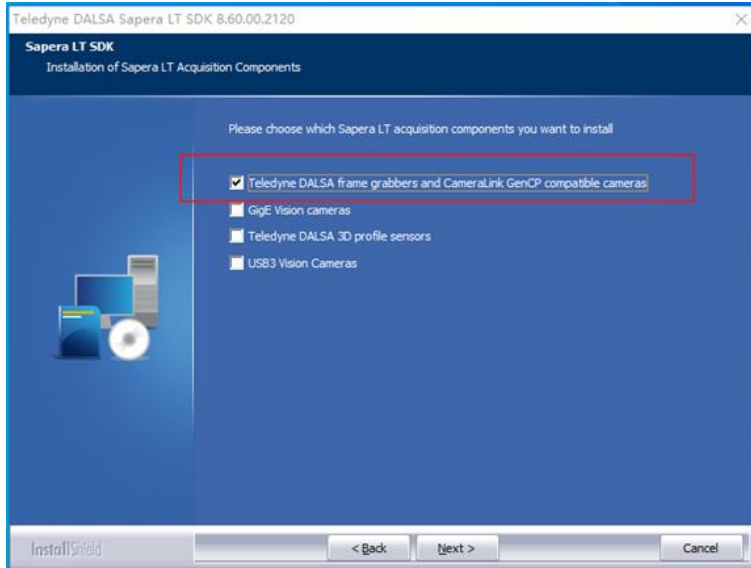 Teledyne DALSA Sapera LT SDK 8.60.00.2120
Sapera LT SDK
Installation of Sapera LT Acquisition Components
Please choose which Sapera LT acquisition components you want to install
Teledyne DALSA frame grabbers and CameraLink GenCP compatible cameras
GigE Vision cameras
Teledyne DALSA 3D profile sensors
USB3 Vision Cameras
InstallShield
< Back
Next >
Cancel